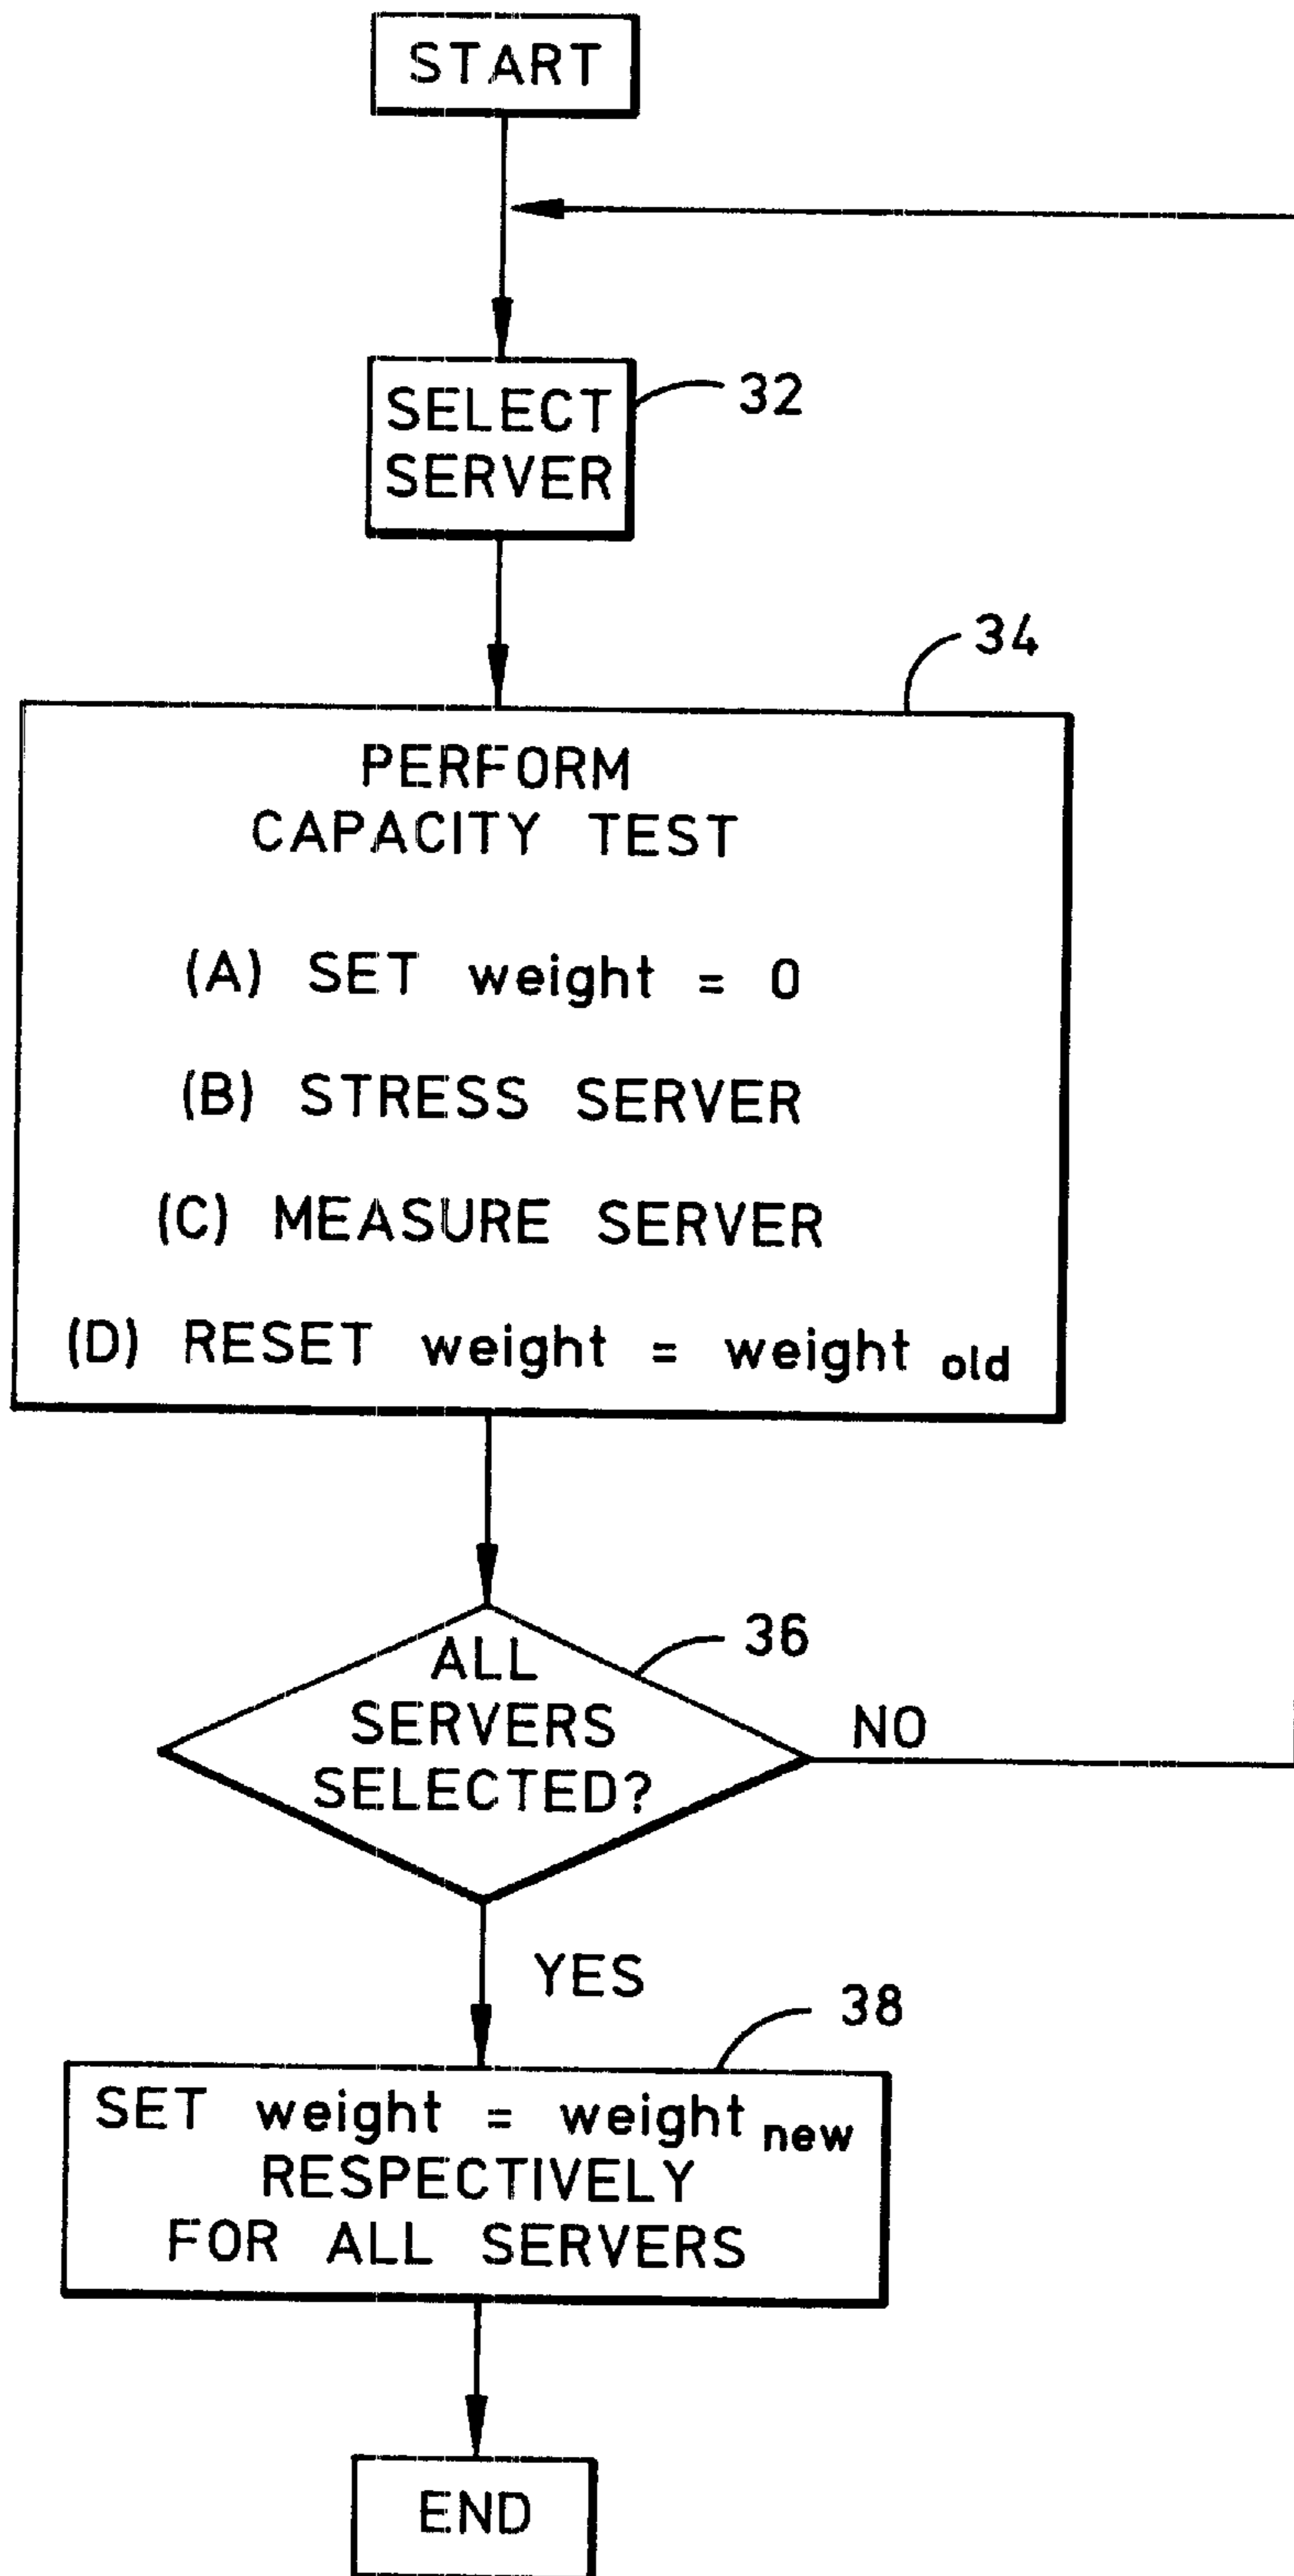 START
SELECT
SERVER
32
34
PERFORM
CAPACITY TEST
(A) SET weight = 0
(B) STRESS SERVER
(C) MEASURE SERVER
(D) RESET weight = weight old
36
ALL
SERVERS
SELECTED?
NO
YES
38
SET weight = weight new
RESPECTIVELY
FOR ALL SERVERS
END